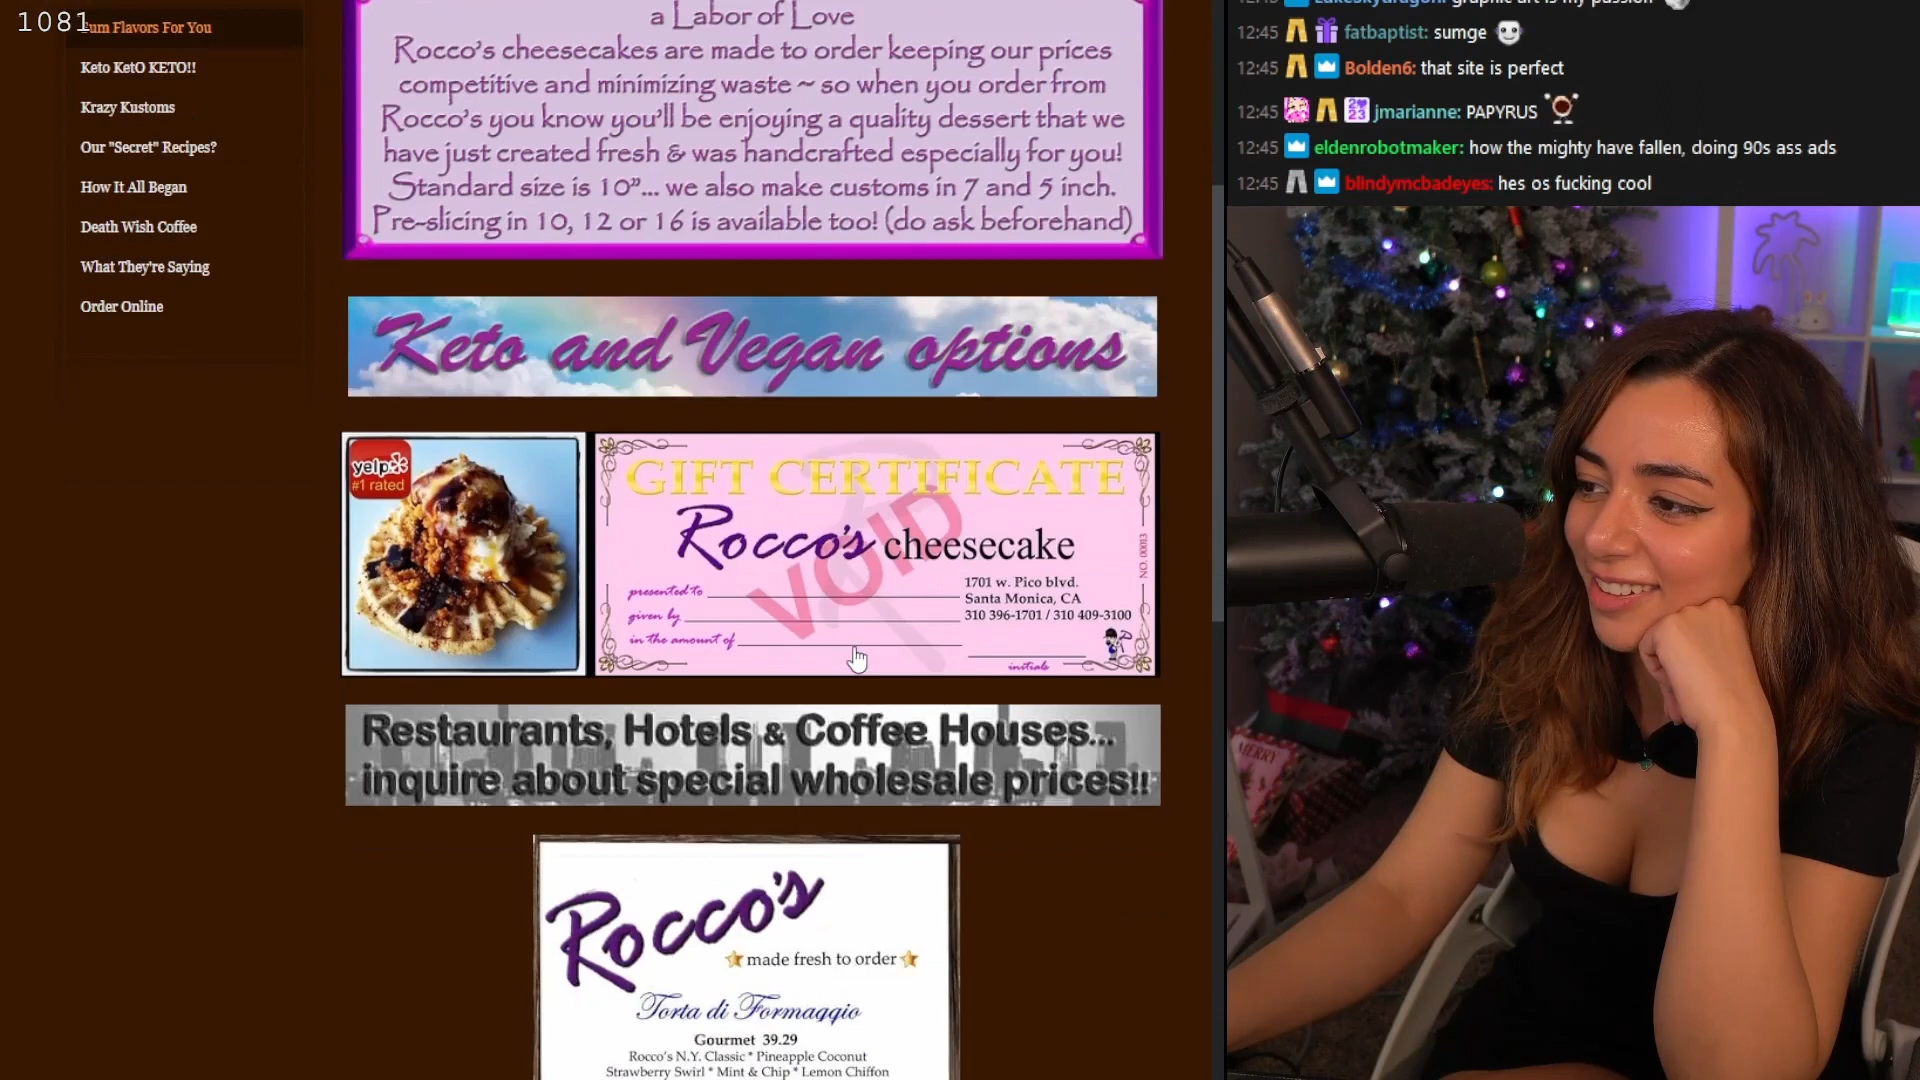 1081
um Flavors For You
Keto KetO KETO!!
Krazy Kustoms
Our "Secret" Recipes?
How It All Began
Death Wish Coffee
What They're Saying
Order Online
a Labor of Love
Rocco's cheesecakes are made to order keeping our prices
competitive and minimizing waste ~ so when you order from
Rocco's you know you'll be enjoying a quality dessert that we
have just created fresh & was handcrafted especially for you!
Standard size is 10"... we also make customs in 7 and 5 inch.
Pre-slicing in 10, 12 or 16 is available too! (do ask beforehand)
Keto and Vegan options
yelp
#1 rated
GIFT CERTIFICATE
Rocco's cheesecake
VOID
presented to
given by
in the amount of
1701 w. Pico blvd.
Santa Monica, CA
310 396-1701 / 310 409-3100
initials
NO. 00013
Restaurants, Hotels & Coffee Houses...
inquire about special wholesale prices!!
Rocco's
made fresh to order
Torta di Formaggio
Gourmet 39.29
Rocco's N.Y. Classic * Pineapple Coconut
Strawberry Swirl * Mint & Chip * Lemon Chiffon
12:45 fatbaptist: sumge
12:45 Bolden6: that site is perfect
12:45 jmarianne: PAPYRUS
12:45 eldenrobotmaker: how the mighty have fallen, doing 90s ass ads
12:45 blindymcbadeyes: hes os fucking cool
MERRY